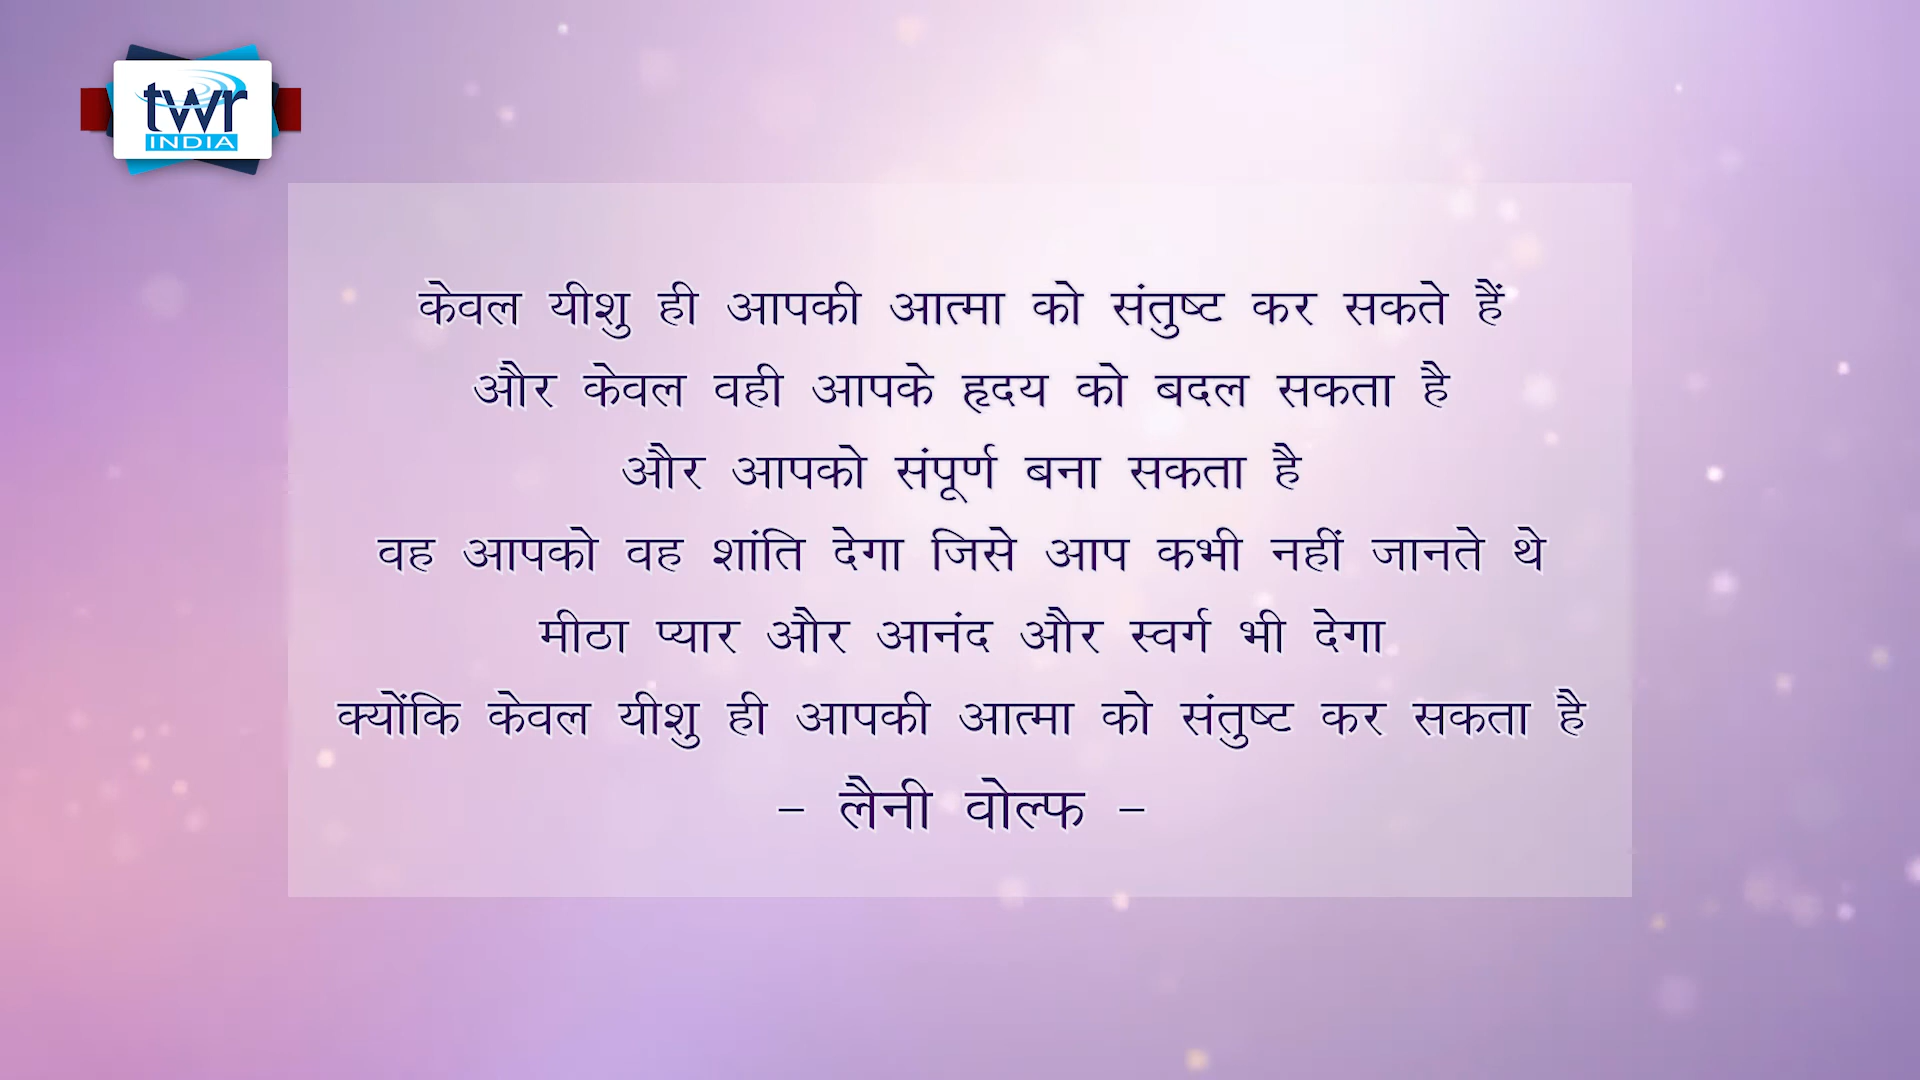 twr
INDIA
केवल यीशु ही आपकी आत्मा को संतुष्ट कर सकते हैं
और केवल वही आपके हृदय को बदल सकता है
और आपको संपूर्ण बना सकता है
वह आपको वह शांति देगा जिसे आप कभी नहीं जानते थे
मीठा प्यार और आनंद और स्वर्ग भी देगा
क्योंकि केवल यीशु ही आपकी आत्मा को संतुष्ट कर सकता है
- लैनी वोल्फ -